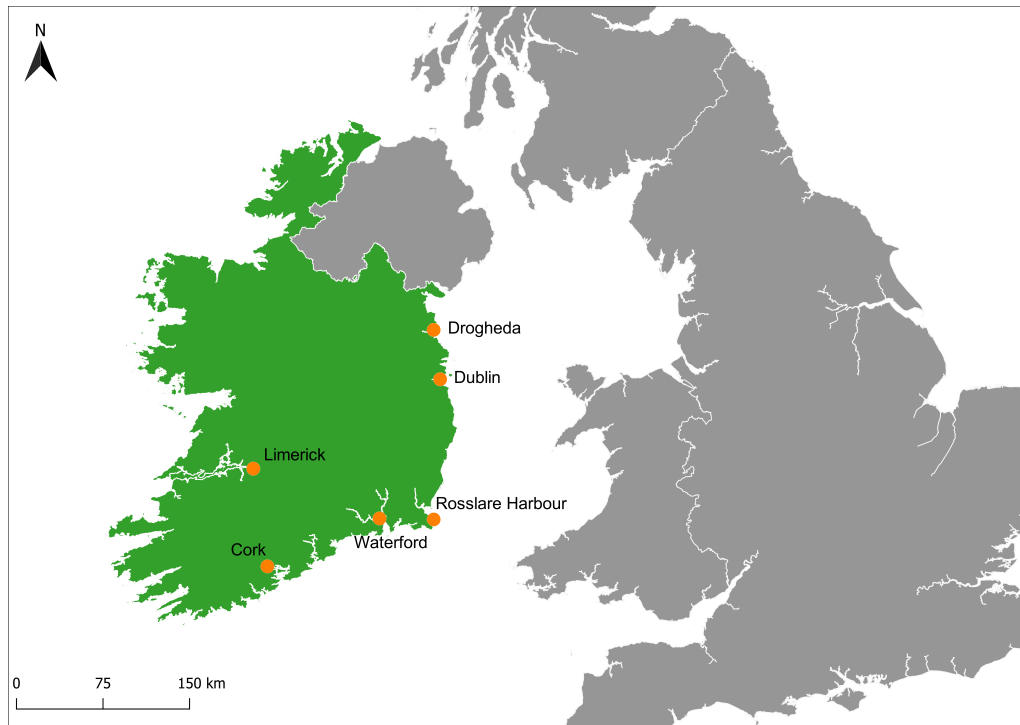 N
Drogheda
Dublin
Limerick
Rosslare Harbour
Waterford
Cork
0 75 150 km